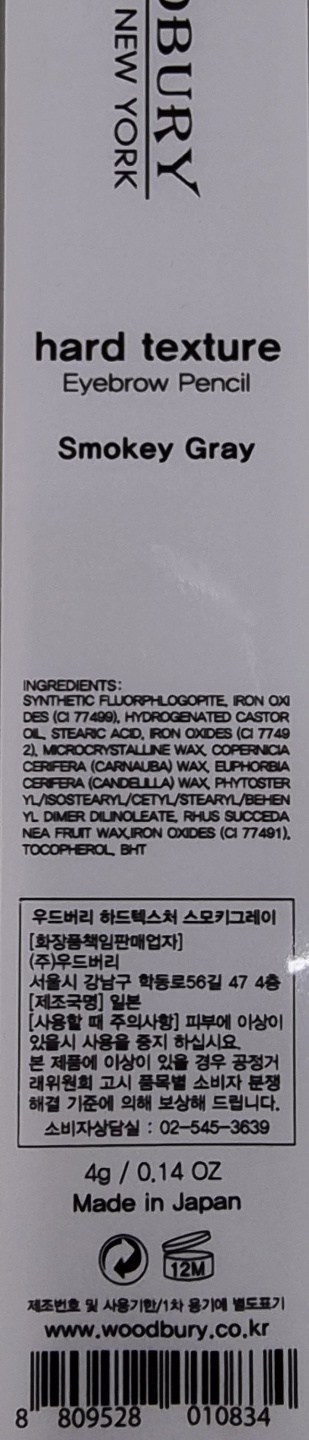 DBURY
NEW YORK
hard texture
Eyebrow Pencil
Smokey Gray
INGREDIENTS:
SYNTHETIC FLUORPHLOGOPITE, IRON OXI
DES (CI 77499), HYDROGENATED CASTOR
OIL, STEARIC ACID, IRON OXIDES (CI 7749
2), MICROCRYSTALLINE WAX, COPERNICIA
CERIFERA (CARNAUBA) WAX, EUPHORBIA
CERIFERA (CANDELILLA) WAX, PHYTOSTER
YL/ISOSTEARYL/CETYL/STEARYL/BEHEN
YL DIMER DILINOLEATE, RHUS SUCCEDA
NEA FRUIT WAX,IRON OXIDES (CI 77491),
TOCOPHEROL, BHT
우드버리 하드텍스처 스모키그레이
[화장품책임판매업자]
(주)우드버리
서울시 강남구 학동로56길 47 4층
[제조국명] 일본
[사용할 때 주의사항] 피부에 이상이
있을시 사용을 중지 하십시요.
본 제품에 이상이 있을 경우 공정거
래위원회 고시 품목별 소비자 분쟁
해결 기준에 의해 보상해 드립니다.
소비자상담실 : 02-545-3639
4g / 0.14 OZ
Made in Japan
12M
제조번호 및 사용기한/1차 용기에 별도표기
www.woodbury.co.kr
8 809528 010834